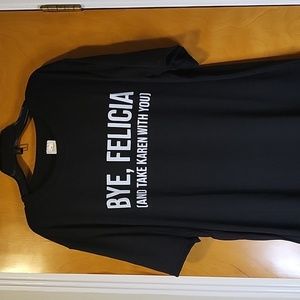 BYE, FELICIA
(AND TAKE KAREN WITH YOU)